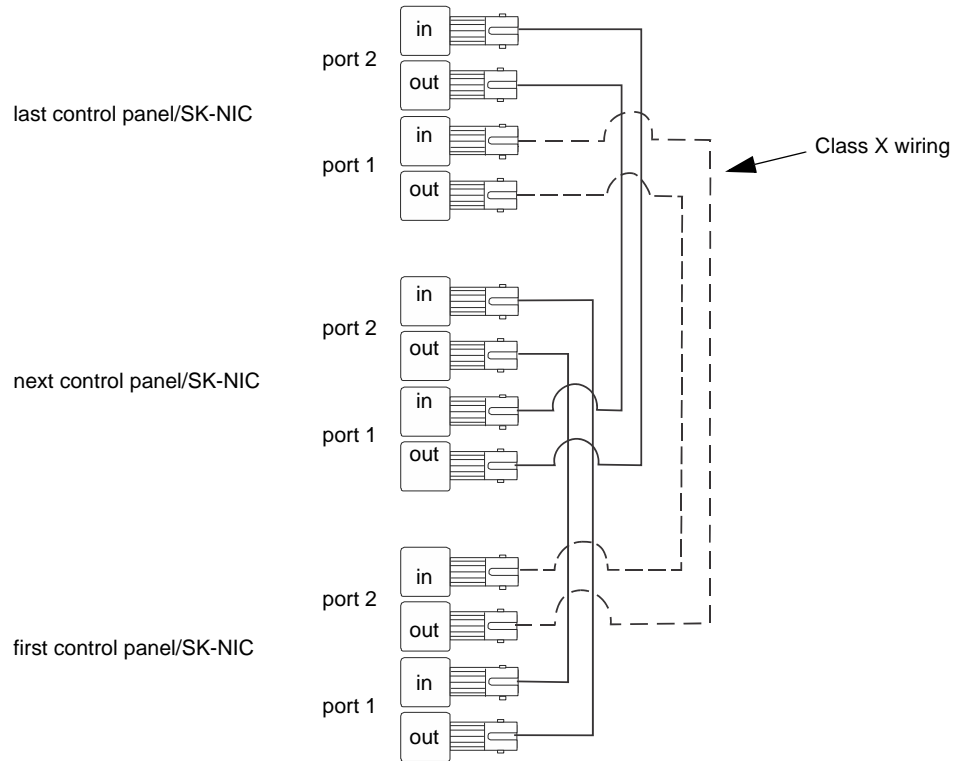 in
port 2
out
last control panel/SK-NIC
in
port 1
Class X wiring
out
in
port 2
out
next control panel/SK-NIC
in
port 1
out
in
port 2
out
first control panel/SK-NIC
in
port 1
out